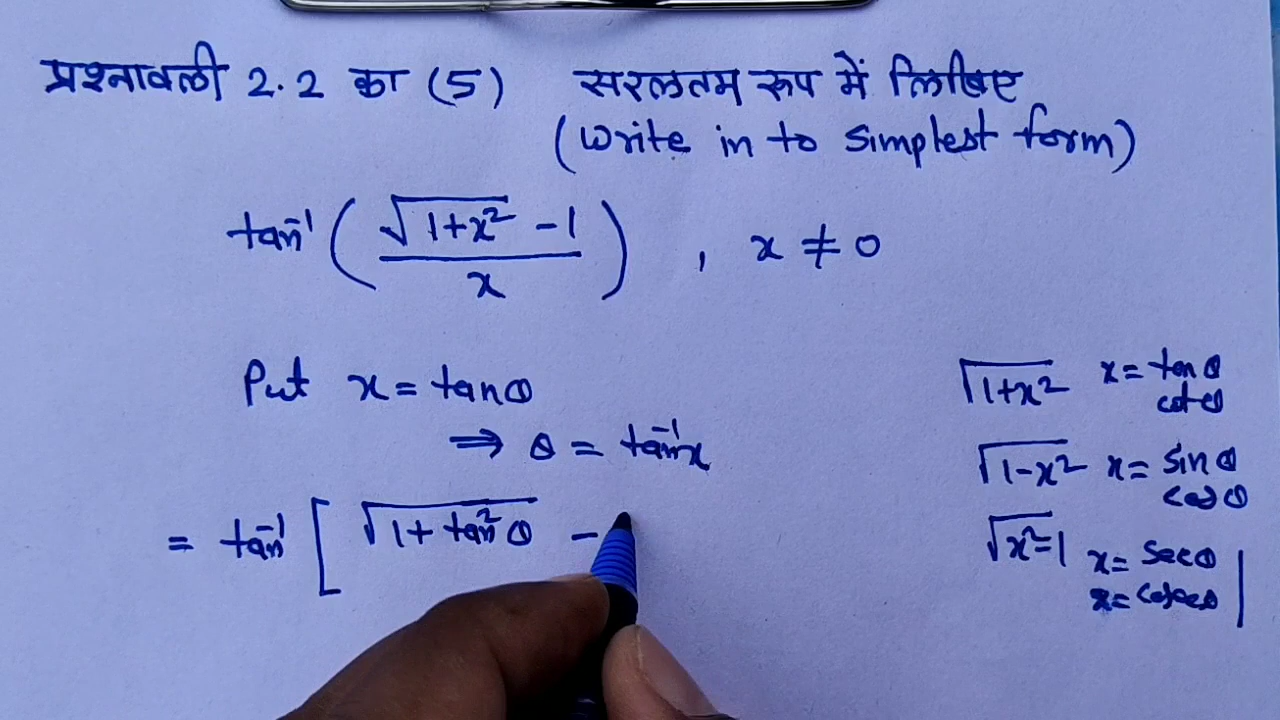 प्रश्नावली 2.2 का (5) सरलतम रूप में लिखिए
(Write in to simplest form)
tan⁻¹ ( (√(1+x²) - 1) / x ) , x ≠ 0
Put x = tanθ
⇒ θ = tan⁻¹x
= tan⁻¹ [ √(1 + tan²θ) -
√(1+x²) x = tanθ
cotθ
√(1-x²) x = sinθ
cosθ
√(x²-1) x = secθ
x = cosecθ